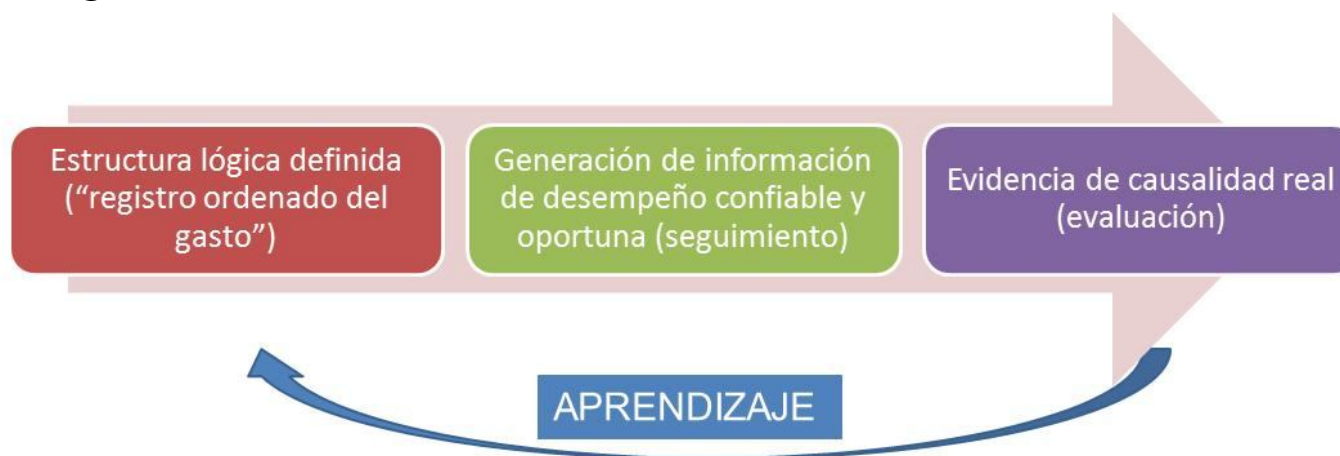 Estructura lógica definida
(“registro ordenado del
gasto”)
Generación de información
de desempeño confiable y
oportuna (seguimiento)
Evidencia de causalidad real
(evaluación)
APRENDIZAJE